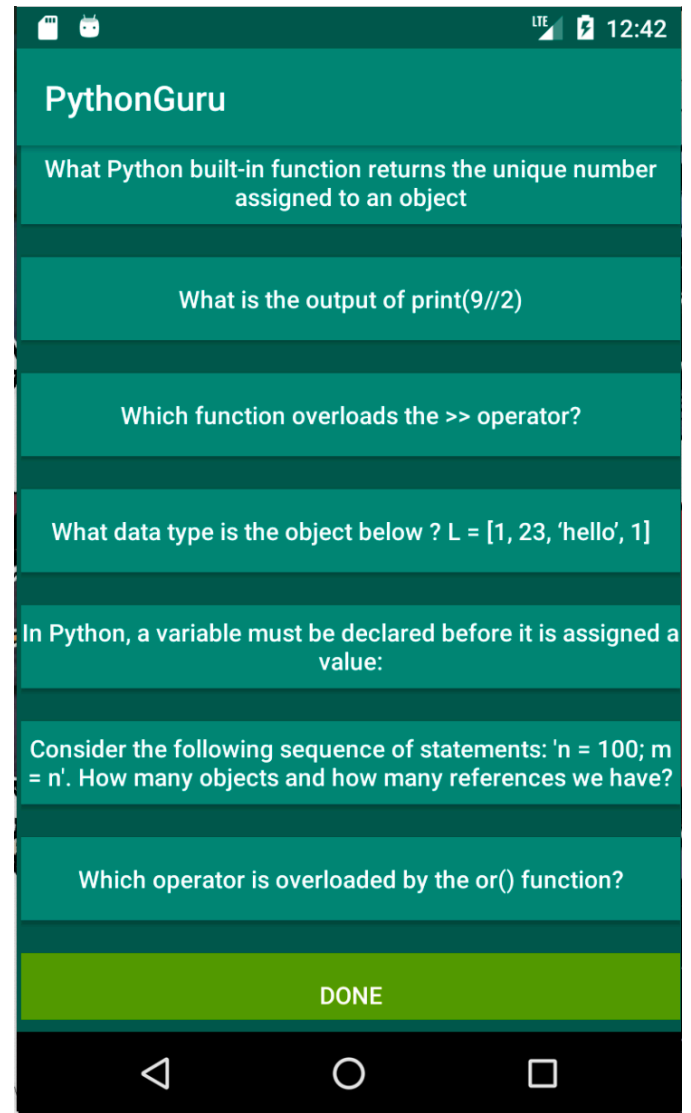 LTE 12:42
PythonGuru
What Python built-in function returns the unique number
assigned to an object
What is the output of print(9//2)
Which function overloads the >> operator?
What data type is the object below ? L = [1, 23, ‘hello’, 1]
In Python, a variable must be declared before it is assigned a
value:
Consider the following sequence of statements: 'n = 100; m
= n'. How many objects and how many references we have?
Which operator is overloaded by the or() function?
DONE